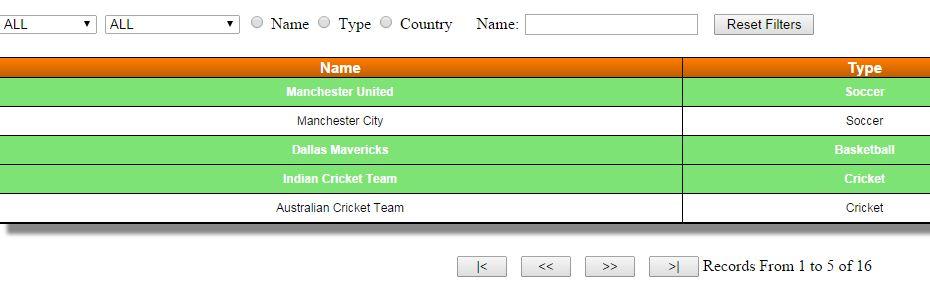 ALL ALL Name Type Country Name: Reset Filters
Name Type
Manchester United Soccer
Manchester City Soccer
Dallas Mavericks Basketball
Indian Cricket Team Cricket
Australian Cricket Team Cricket
|< << >> >| Records From 1 to 5 of 16